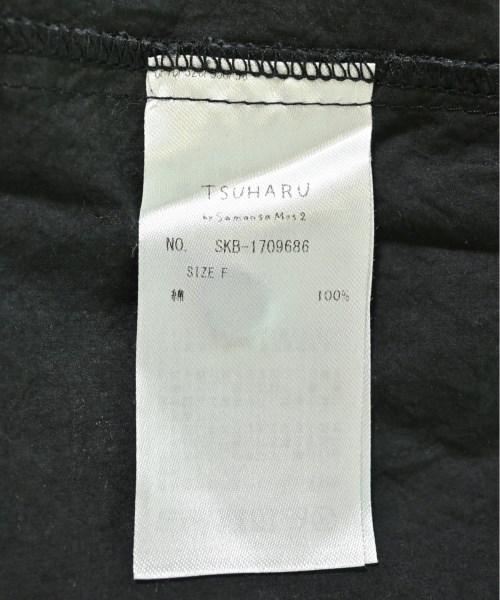 TSUHARU
by Samansa Mos2
NO. SKB-1709686
SIZE F
綿 100%